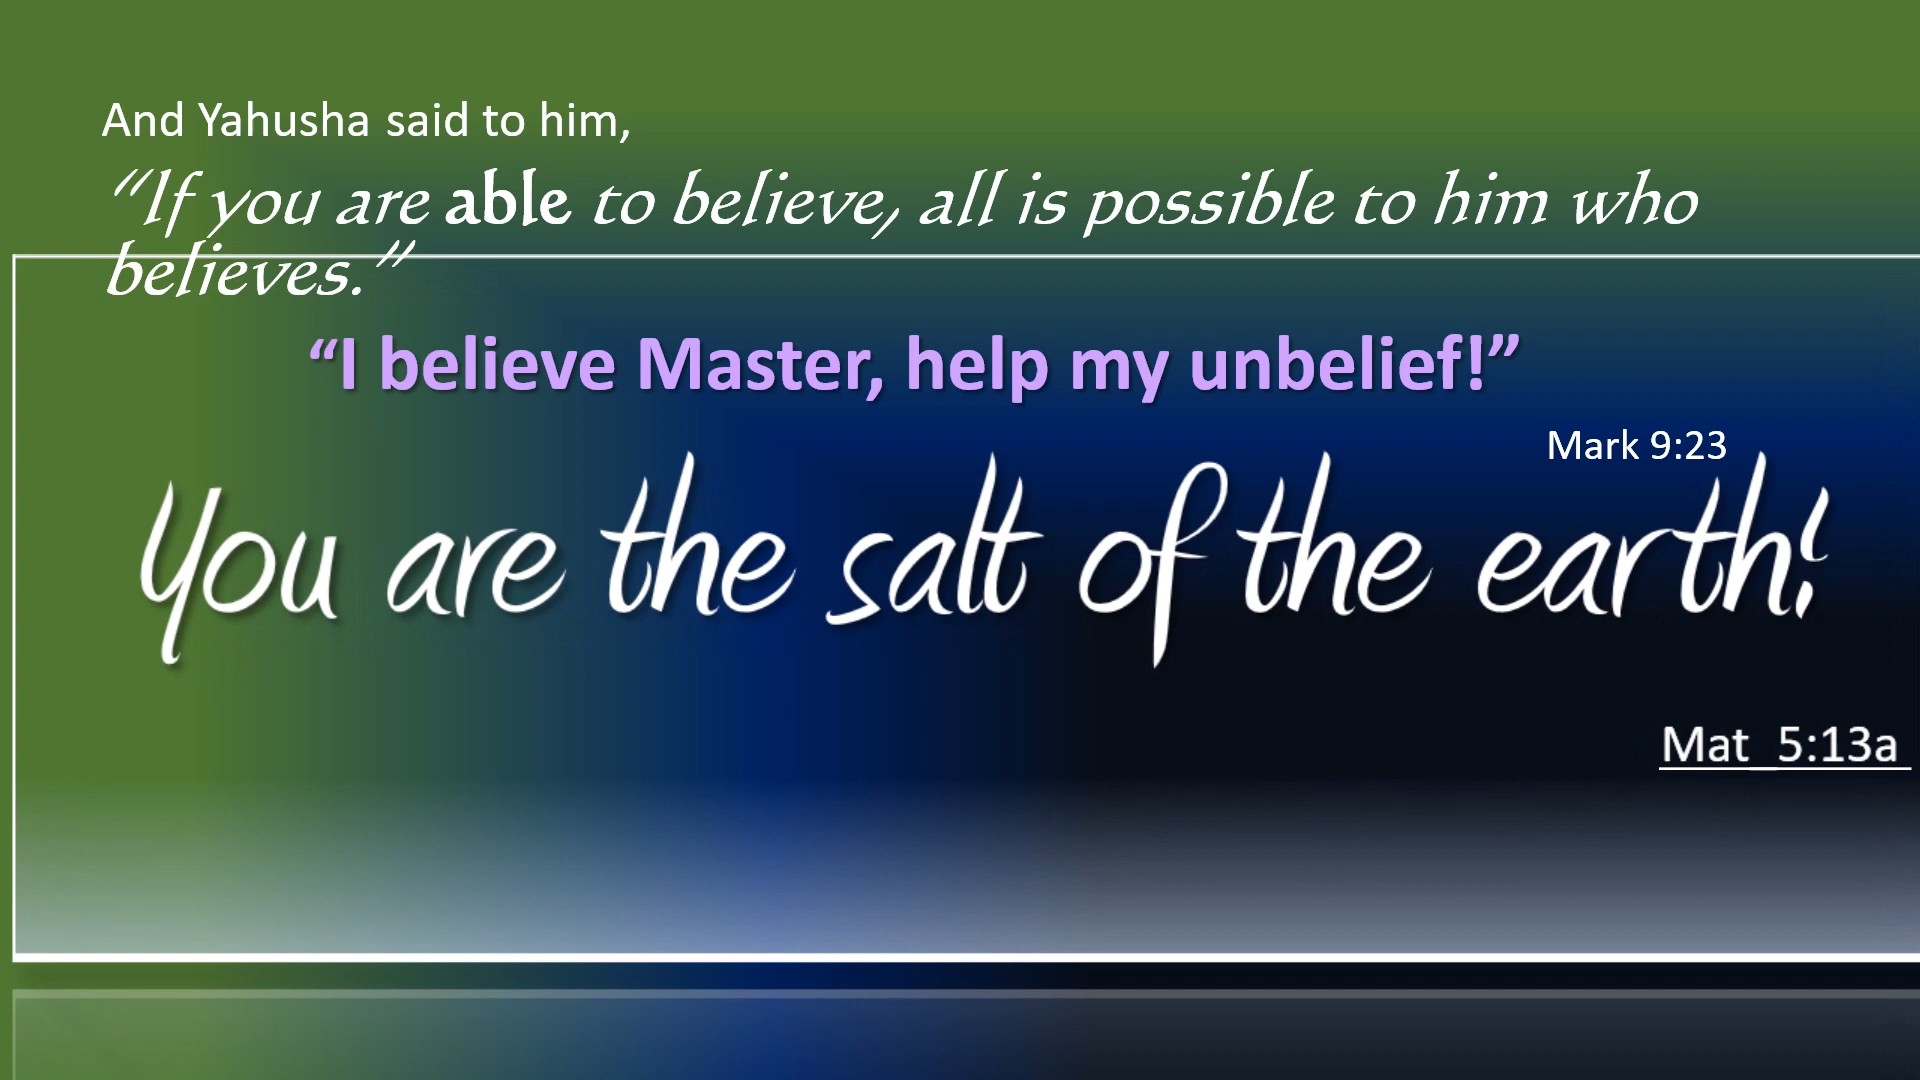 And Yahusha said to him,
“If you are able to believe, all is possible to him who
believes.”
“I believe Master, help my unbelief!”
Mark 9:23
You are the salt of the earth!
Mat_5:13a